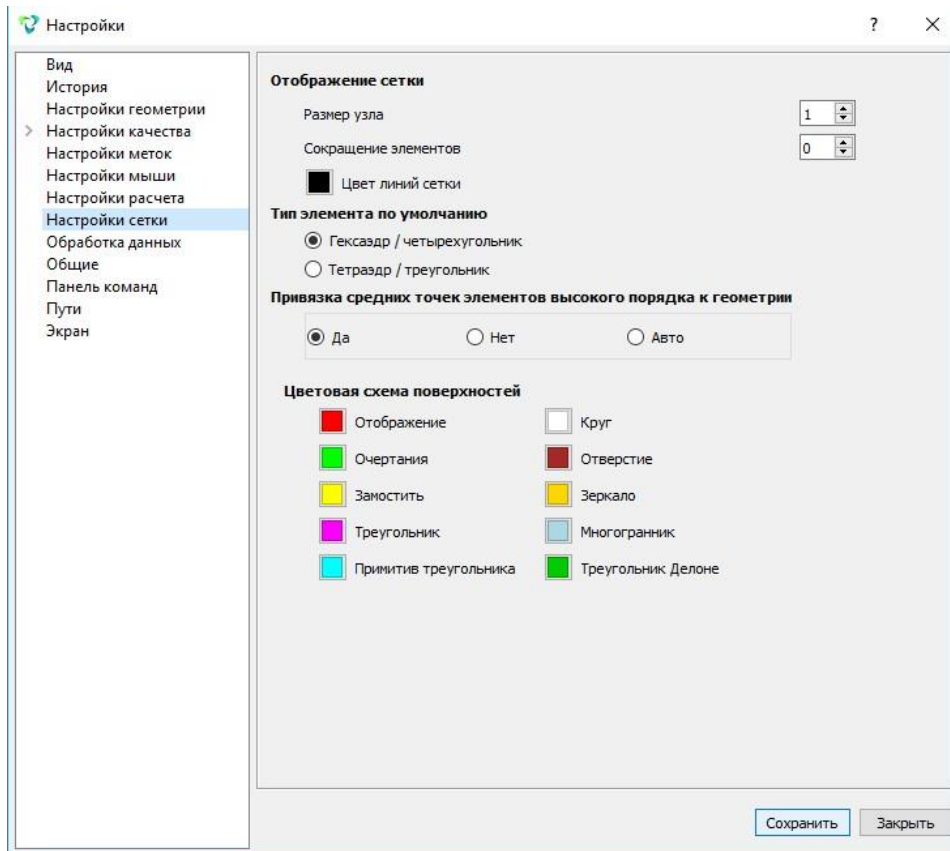 Настройки
?
Вид
История
Настройки геометрии
Настройки качества
Настройки меток
Настройки мыши
Настройки расчета
Настройки сетки
Обработка данных
Общие
Панель команд
Пути
Экран
Отображение сетки
Размер узла 1
Сокращение элементов 0
Цвет линий сетки
Тип элемента по умолчанию
Гексаэдр / четырехугольник
Тетраэдр / треугольник
Привязка средних точек элементов высокого порядка к геометрии
Да Нет Авто
Цветовая схема поверхностей
Отображение Круг
Очертания Отверстие
Замостить Зеркало
Треугольник Многогранник
Примитив треугольника Треугольник Делоне
Сохранить Закрыть